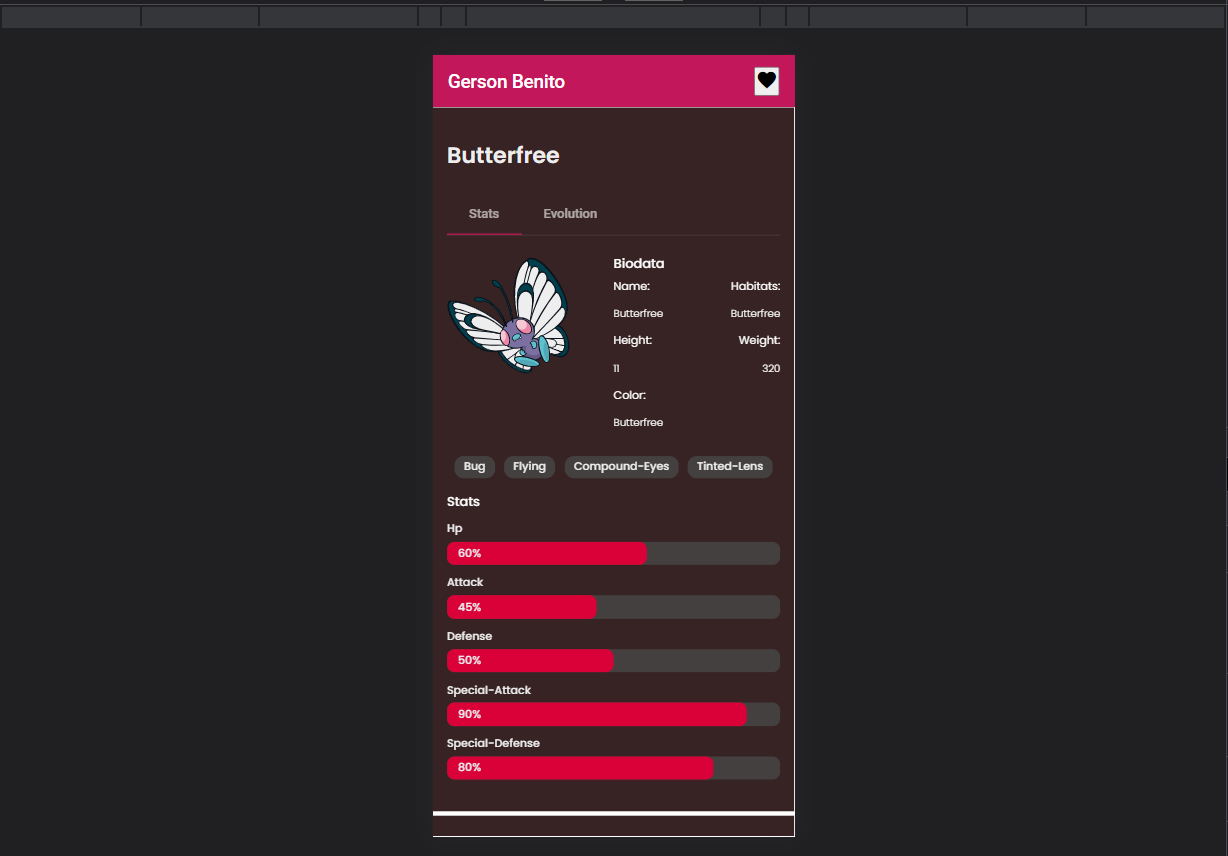 Gerson Benito
Butterfree
Stats Evolution
Biodata
Name: Habitats:
Butterfree Butterfree
Height: Weight:
11 320
Color:
Butterfree
Bug Flying Compound-Eyes Tinted-Lens
Stats
Hp
60%
Attack
45%
Defense
50%
Special-Attack
90%
Special-Defense
80%